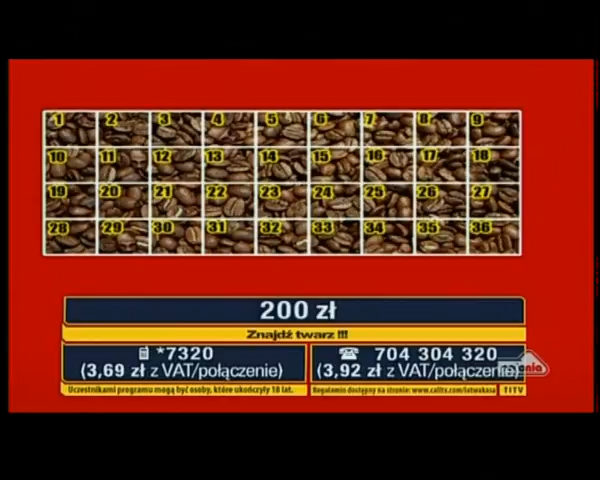 1 2 3 4 5 6 7 8 9
10 11 12 13 14 15 16 17 18
19 20 21 22 23 24 25 26 27
28 29 30 31 32 33 34 35 36
200 zł
Znajdź twarz !!!
*7320
(3,69 zł z VAT/połączenie)
704 304 320
(3,92 zł z VAT/połączenie)
Uczestnikami programu mogą być osoby, które ukończyły 18 lat.
Regulamin dostępny na stronie: www.calitv.com/latwakasa